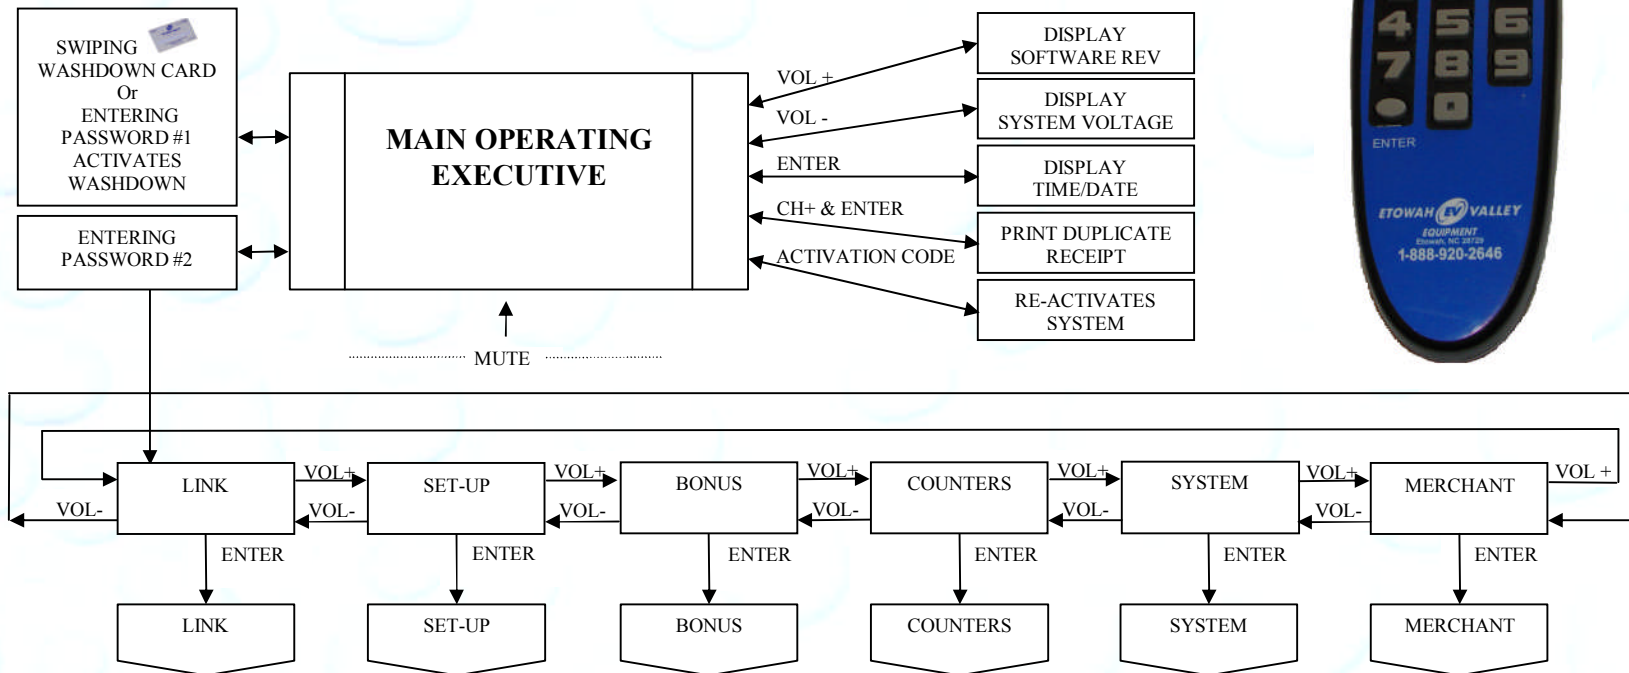 SWIPING
WASHDOWN CARD
Or
ENTERING
PASSWORD #1
ACTIVATES
WASHDOWN
ENTERING
PASSWORD #2
MAIN OPERATING
EXECUTIVE
MUTE
VOL +
VOL -
ENTER
CH+ & ENTER
ACTIVATION CODE
DISPLAY
SOFTWARE REV
DISPLAY
SYSTEM VOLTAGE
DISPLAY
TIME/DATE
PRINT DUPLICATE
RECEIPT
RE-ACTIVATES
SYSTEM
4 5 6
7 8 9
0
ENTER
ETOWAH EV VALLEY
EQUIPMENT
Etowah, NC 28729
1-888-920-2646
LINK VOL+ SET-UP VOL+ BONUS VOL+ COUNTERS VOL+ SYSTEM VOL+ MERCHANT VOL +
VOL- VOL- VOL- VOL- VOL- VOL-
ENTER ENTER ENTER ENTER ENTER ENTER
LINK SET-UP BONUS COUNTERS SYSTEM MERCHANT